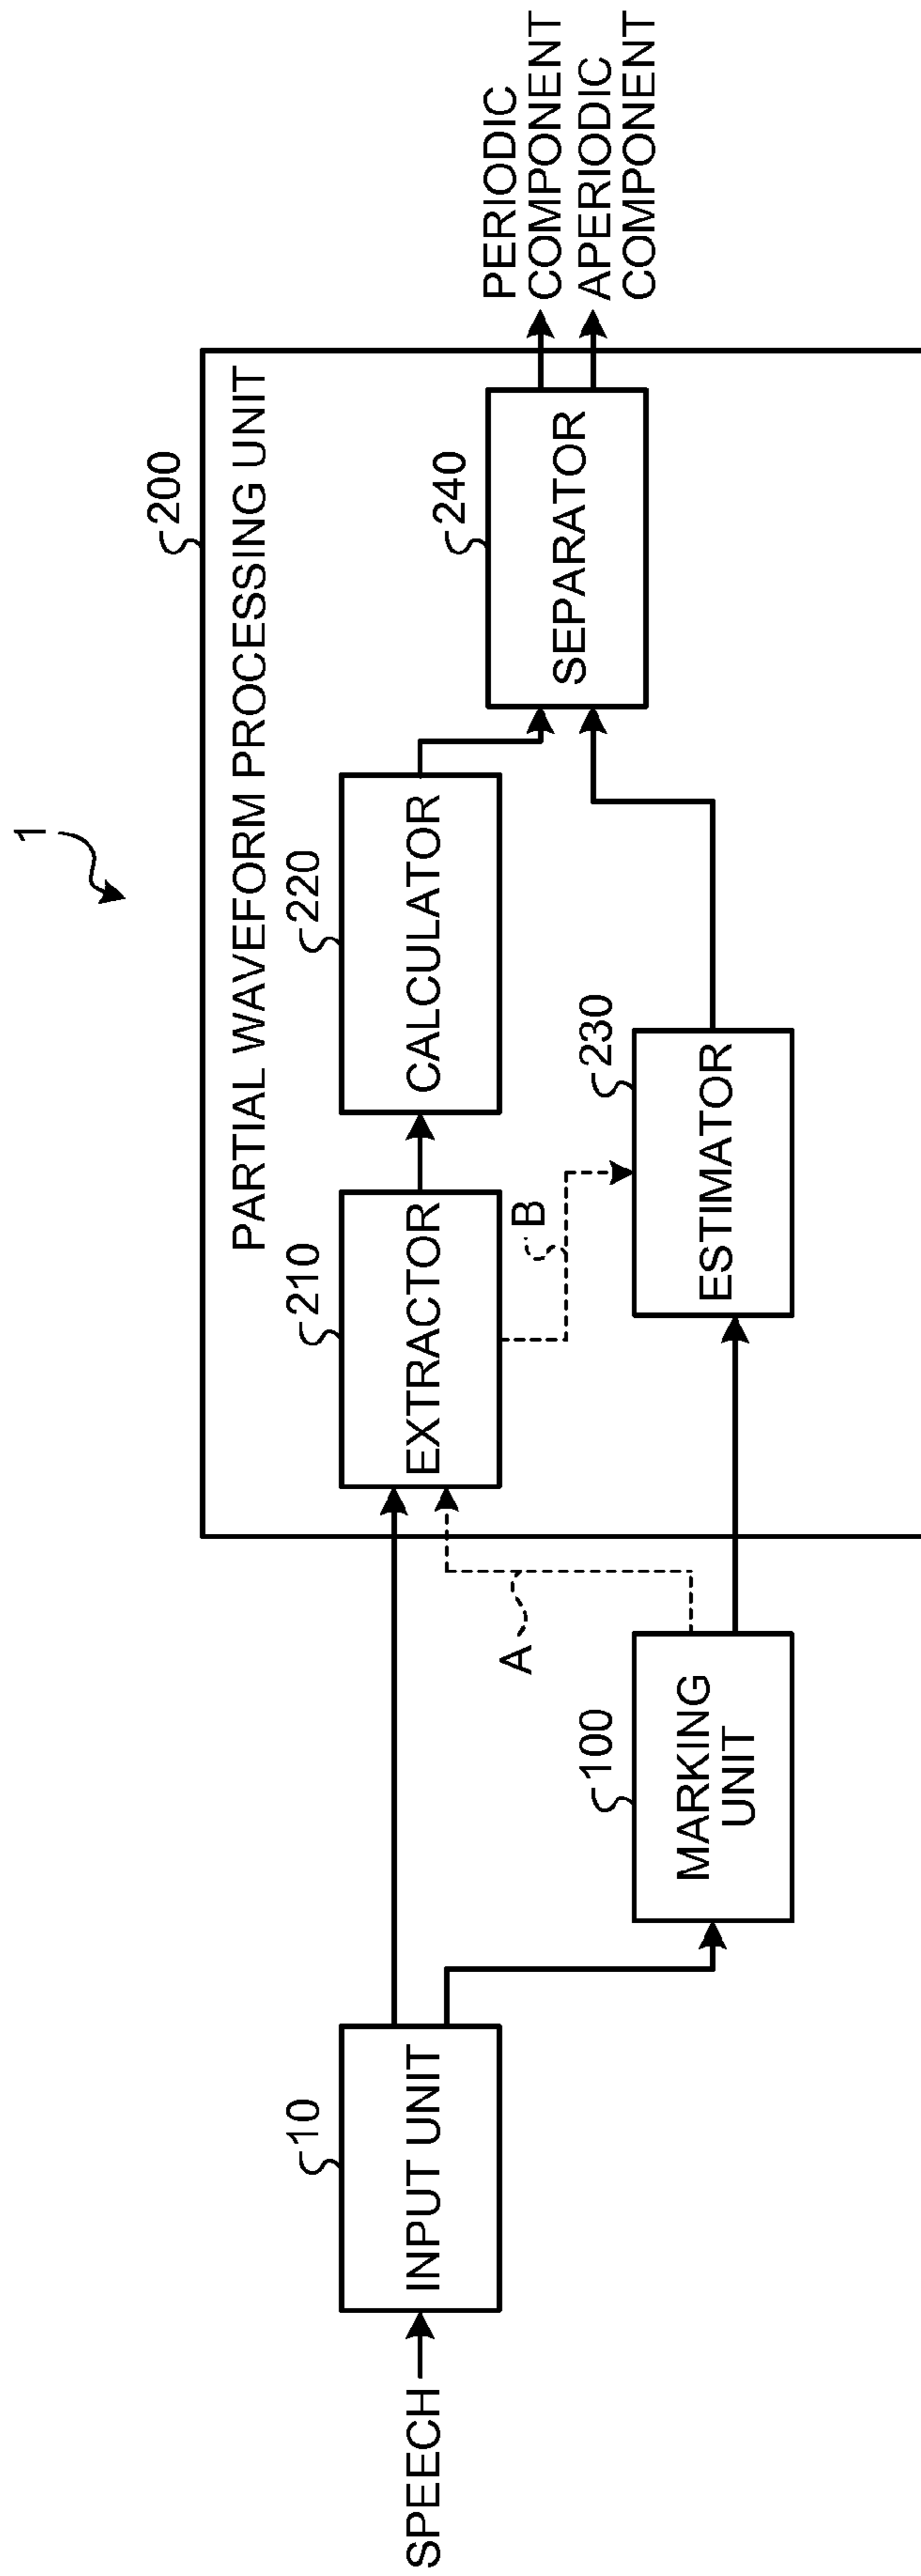 1
200
PARTIAL WAVEFORM PROCESSING UNIT
10
210
220
240
SPEECH
INPUT UNIT
EXTRACTOR
CALCULATOR
SEPARATOR
PERIODIC
COMPONENT
APERIODIC
COMPONENT
A
B
100
230
MARKING
UNIT
ESTIMATOR